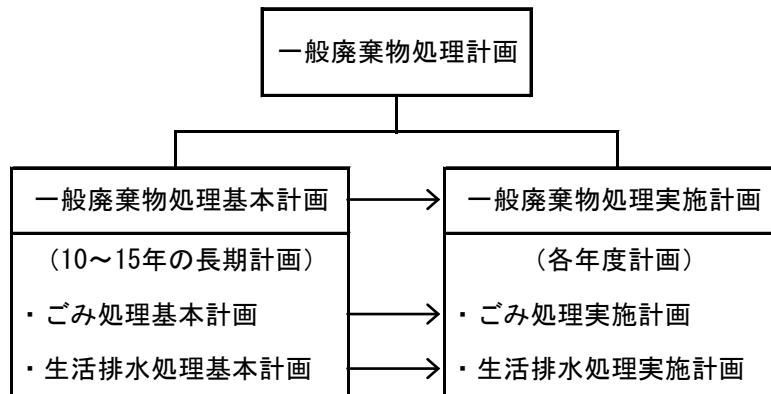 一般廃棄物処理計画
一般廃棄物処理基本計画
（10～15年の長期計画）
・ごみ処理基本計画
・生活排水処理基本計画
一般廃棄物処理実施計画
（各年度計画）
・ごみ処理実施計画
・生活排水処理実施計画